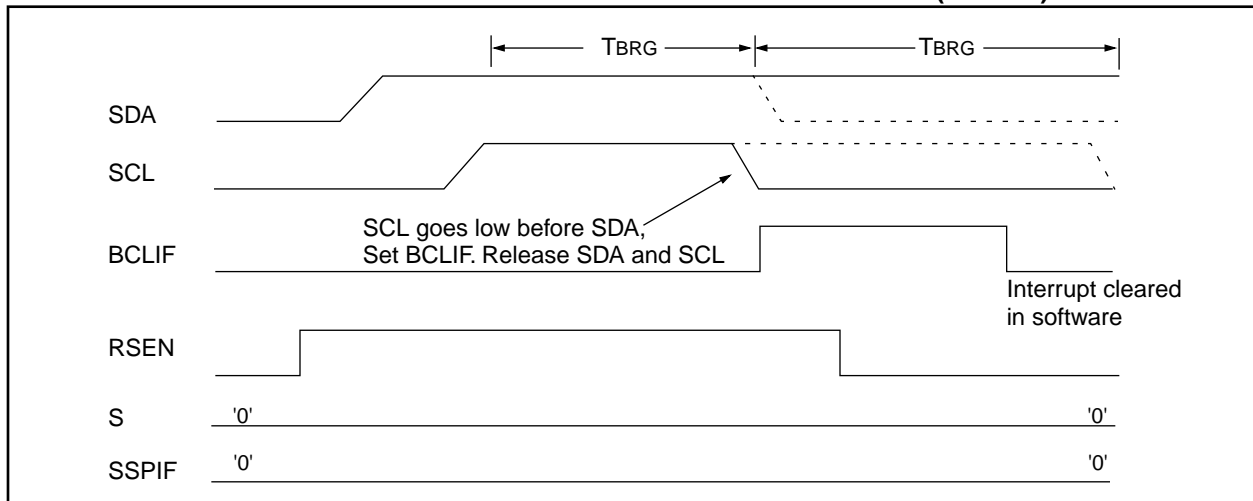 TBRG TBRG
SDA
SCL
SCL goes low before SDA,
Set BCLIF. Release SDA and SCL
BCLIF
Interrupt cleared
in software
RSEN
S '0' '0'
SSPIF '0' '0'